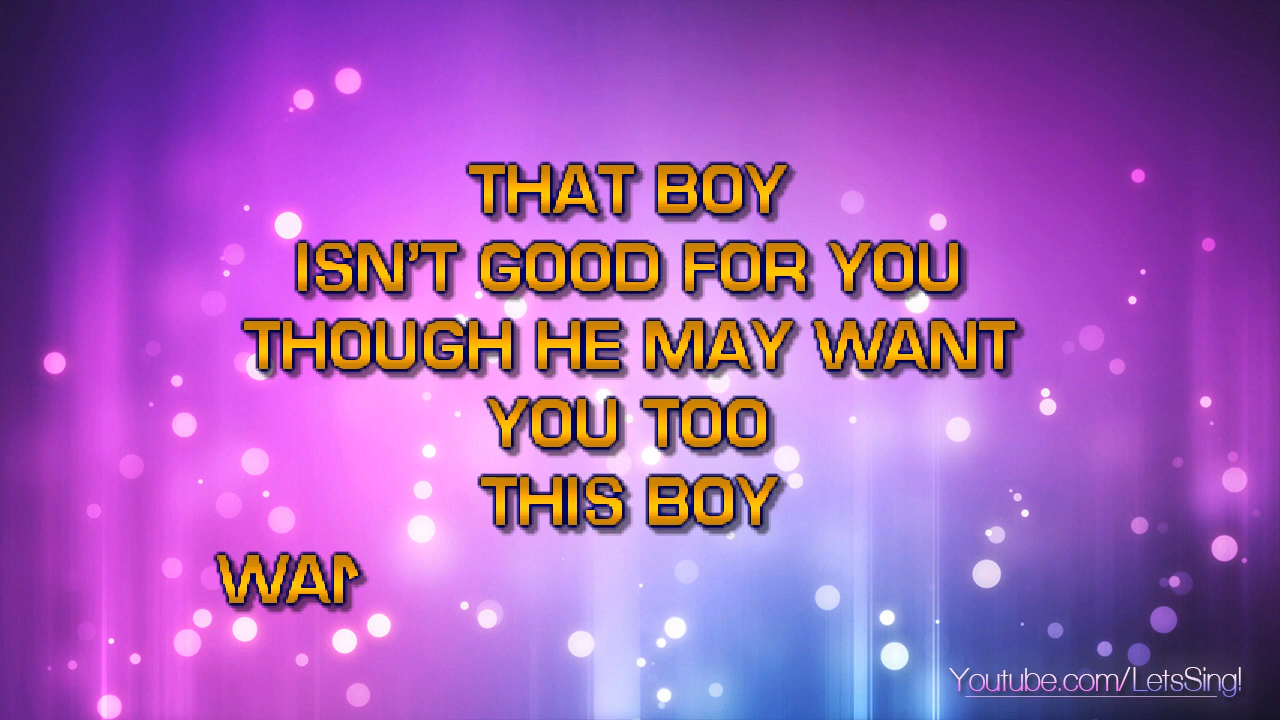 THAT BOY
ISN'T GOOD FOR YOU
THOUGH HE MAY WANT
YOU TOO
THIS BOY
Youtube.com/LetsSing!